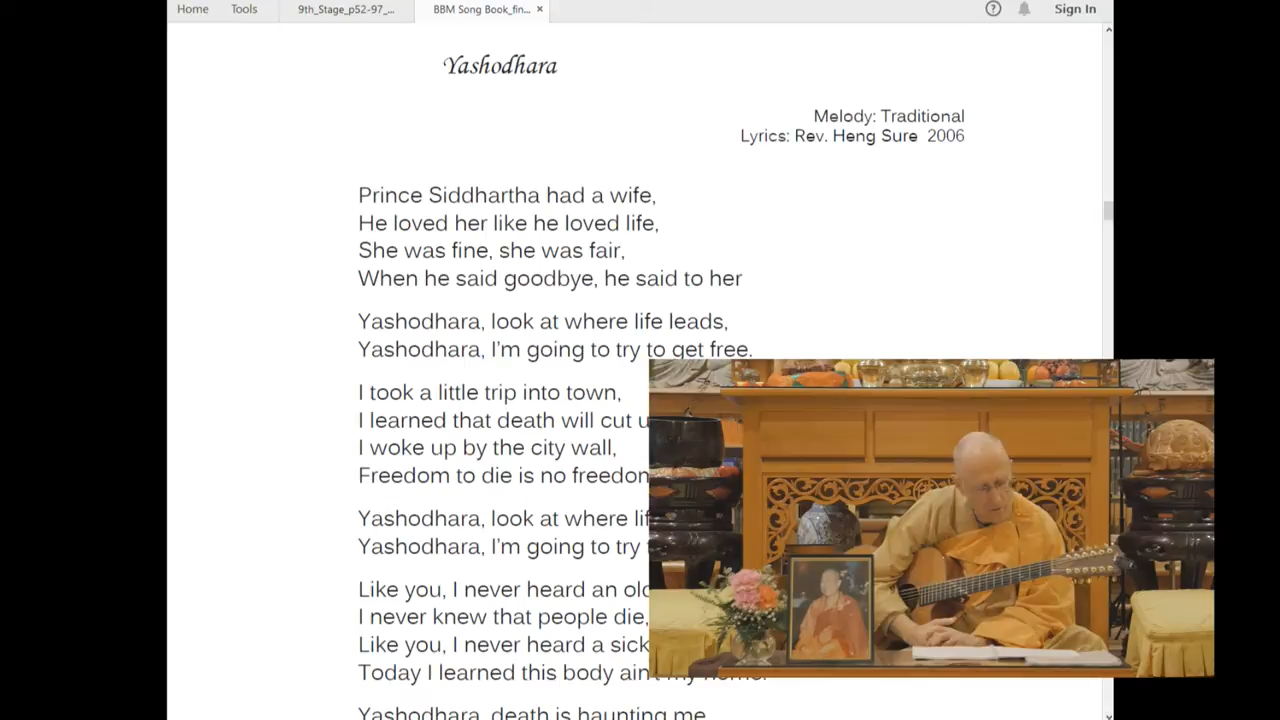 Home Tools 9th_Stage_p52-97_... BBM Song Book_fin... × ? Sign In
Yashodhara
Melody: Traditional
Lyrics: Rev. Heng Sure 2006
Prince Siddhartha had a wife,
He loved her like he loved life,
She was fine, she was fair,
When he said goodbye, he said to her
Yashodhara, look at where life leads,
Yashodhara, I'm going to try to get free.
I took a little trip into town,
I learned that death will cut
I woke up by the city wall,
Freedom to die is no freedom
Yashodhara, look at where
Yashodhara, I'm going to try
Like you, I never heard an
I never knew that people die,
Like you, I never heard a sick
Today I learned this body ain't my home.
Yashodhara, death is haunting me